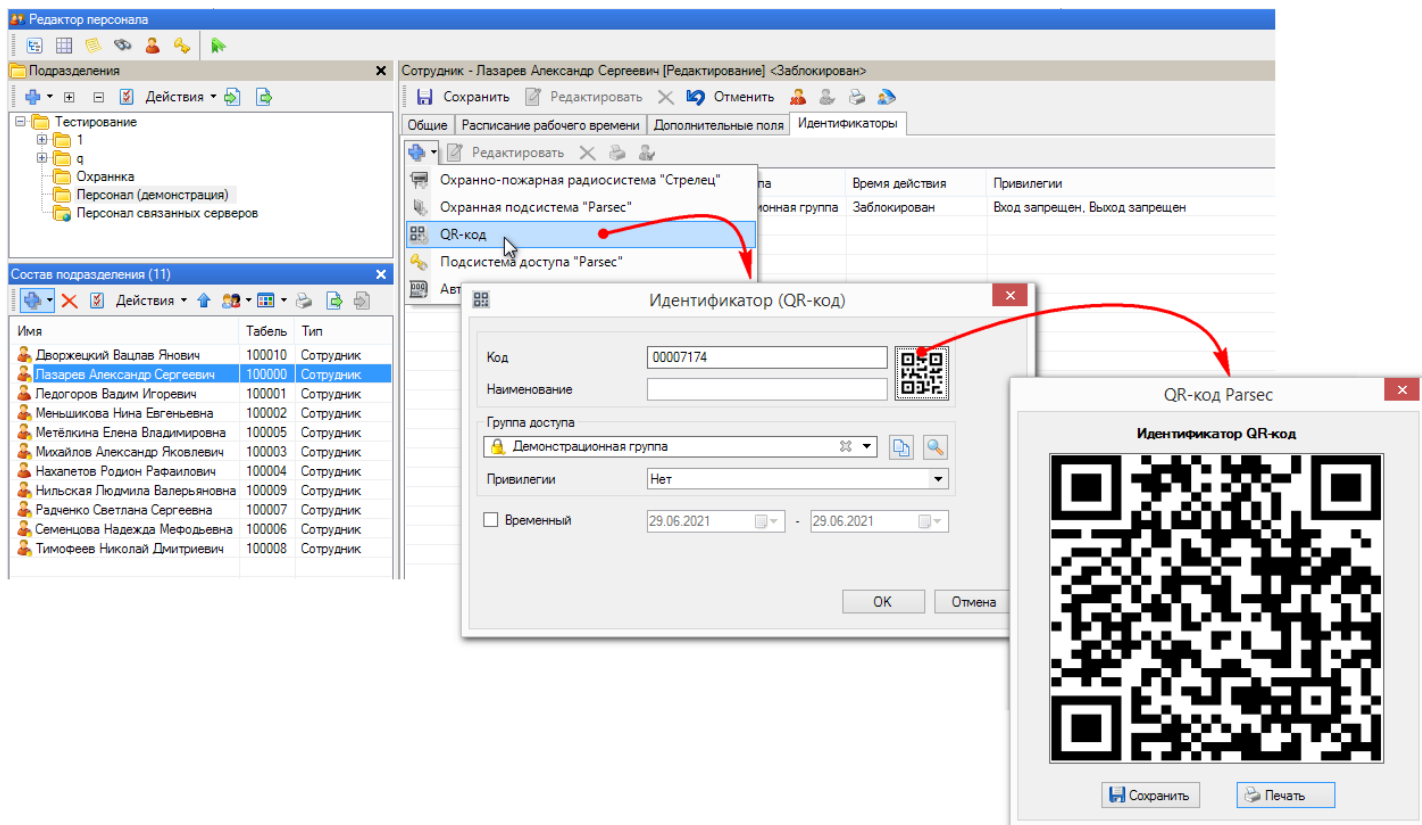 Редактор персонала
Подразделения
Действия
Тестирование
1
q
Охраннка
Персонал (демонстрация)
Персонал связанных серверов
Состав подразделения (11)
Действия
Имя Табель Тип
Дворжецкий Вацлав Янович 100010 Сотрудник
Лазарев Александр Сергеевич 100000 Сотрудник
Ледогоров Вадим Игоревич 100001 Сотрудник
Меньшикова Нина Евгеньевна 100002 Сотрудник
Метёлкина Елена Владимировна 100005 Сотрудник
Михайлов Александр Яковлевич 100003 Сотрудник
Нахапетов Родион Рафаилович 100004 Сотрудник
Нильская Людмила Валерьяновна 100009 Сотрудник
Радченко Светлана Сергеевна 100007 Сотрудник
Семенцова Надежда Мефодьевна 100006 Сотрудник
Тимофеев Николай Дмитриевич 100008 Сотрудник
Сотрудник - Лазарев Александр Сергеевич [Редактирование] <Заблокирован>
Сохранить Редактировать Отменить
Общие Расписание рабочего времени Дополнительные поля Идентификаторы
Редактировать
па Время действия Привилегии
ионная группа Заблокирован Вход запрещен, Выход запрещен
Охранно-пожарная радиосистема "Стрелец"
Охранная подсистема "Parsec"
QR-код
Подсистема доступа "Parsec"
Авт
Идентификатор (QR-код)
Код 00007174
Наименование
Группа доступа
Демонстрационная группа
Привилегии Нет
Временный 29.06.2021 - 29.06.2021
OK Отмена
QR-код Parsec
Идентификатор QR-код
Сохранить Печать